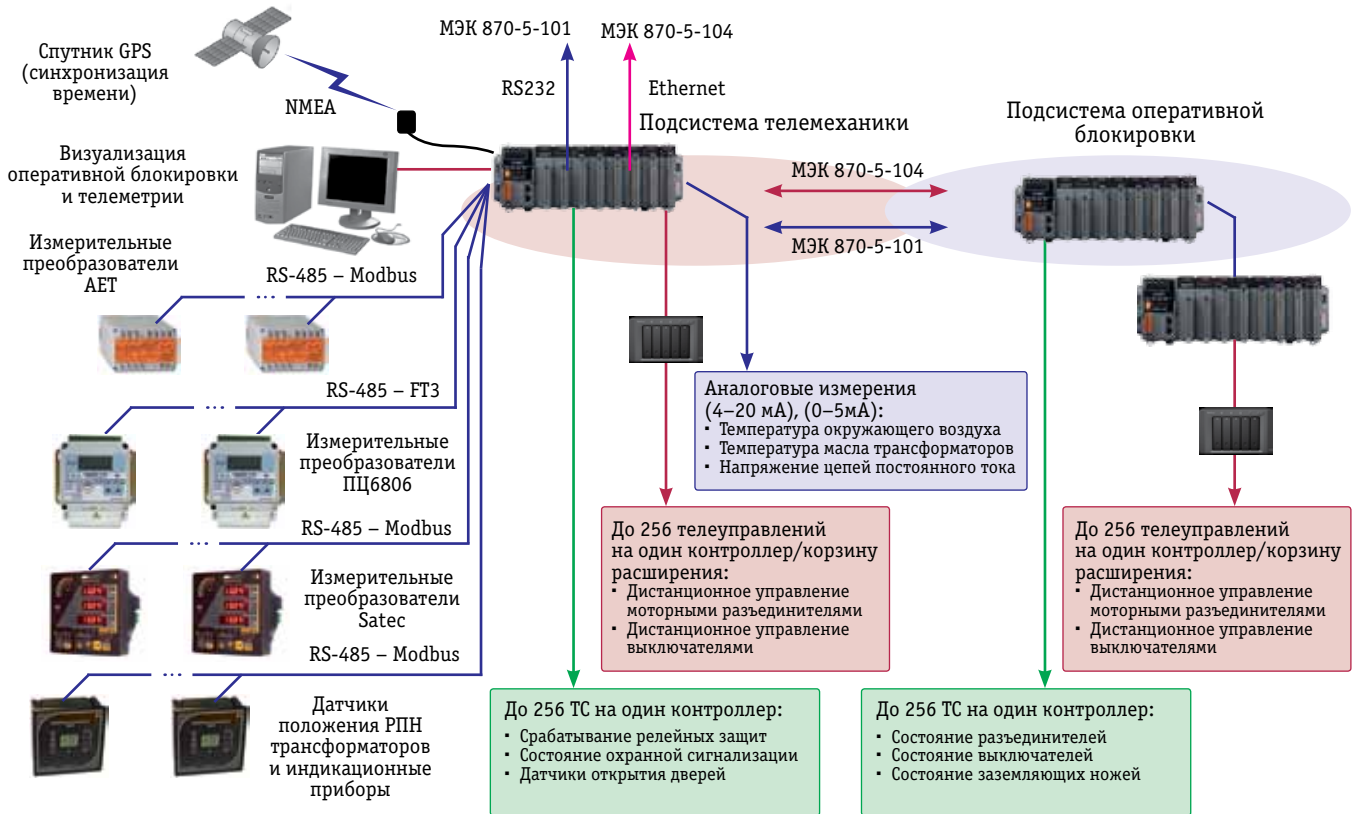 МЭК 870-5-101
МЭК 870-5-104
Спутник GPS
(синхронизация
времени)
NMEA
RS232
Ethernet
Подсистема телемеханики
Подсистема оперативной
блокировки
Визуализация
оперативной блокировки
и телеметрии
МЭК 870-5-104
МЭК 870-5-101
Измерительные
преобразователи
АЕТ
RS-485 – Modbus
...
RS-485 – FT3
...
Измерительные
преобразователи
ПЦ6806
RS-485 – Modbus
...
Измерительные
преобразователи
Satec
RS-485 – Modbus
...
Датчики
положения РПН
трансформаторов
и индикационные
приборы
Аналоговые измерения
(4–20 мА), (0–5мА):
▪ Температура окружающего воздуха
▪ Температура масла трансформаторов
▪ Напряжение цепей постоянного тока
До 256 телеуправлений
на один контроллер/корзину
расширения:
▪ Дистанционное управление
моторными разъединителями
▪ Дистанционное управление
выключателями
До 256 телеуправлений
на один контроллер/корзину
расширения:
▪ Дистанционное управление
моторными разъединителями
▪ Дистанционное управление
выключателями
До 256 ТС на один контроллер:
▪ Срабатывание релейных защит
▪ Состояние охранной сигнализации
▪ Датчики открытия дверей
До 256 ТС на один контроллер:
▪ Состояние разъединителей
▪ Состояние выключателей
▪ Состояние заземляющих ножей